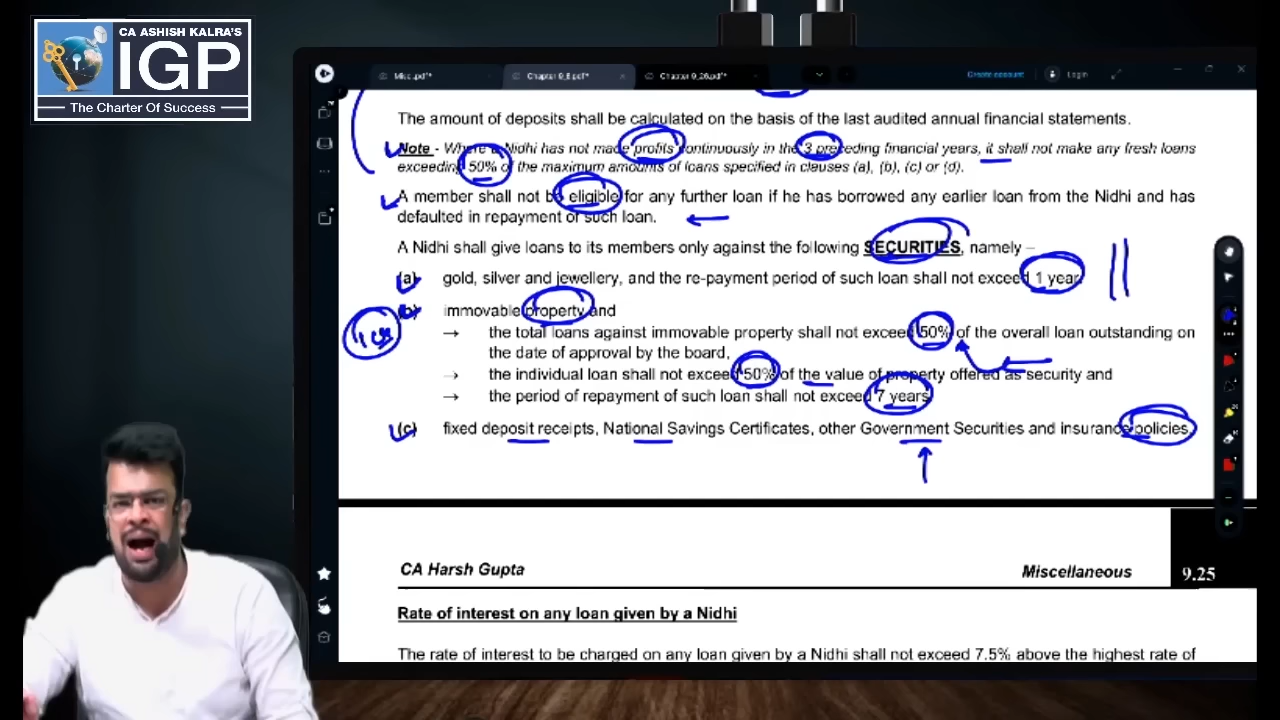 CA ASHISH KALRA'S
IGP
The Charter Of Success
Misc.pdf*
Chapter 9_8.pdf*
Chapter 9_26.pdf*
Create account
Login
The amount of deposits shall be calculated on the basis of the last audited annual financial statements.
Note - Where a Nidhi has not made profits continuously in the 3 preceding financial years, it shall not make any fresh loans
exceeding 50% of the maximum amounts of loans specified in clauses (a), (b), (c) or (d).
A member shall not be eligible for any further loan if he has borrowed any earlier loan from the Nidhi and has
defaulted in repayment of such loan.
A Nidhi shall give loans to its members only against the following SECURITIES, namely –
(a) gold, silver and jewellery, and the re-payment period of such loan shall not exceed 1 year
(b) immovable property and
→ the total loans against immovable property shall not exceed 50% of the overall loan outstanding on
the date of approval by the board,
→ the individual loan shall not exceed 50% of the value of property offered as security and
→ the period of repayment of such loan shall not exceed 7 years
(c) fixed deposit receipts, National Savings Certificates, other Government Securities and insurance policies
CA Harsh Gupta
Miscellaneous
9.25
Rate of interest on any loan given by a Nidhi
The rate of interest to be charged on any loan given by a Nidhi shall not exceed 7.5% above the highest rate of